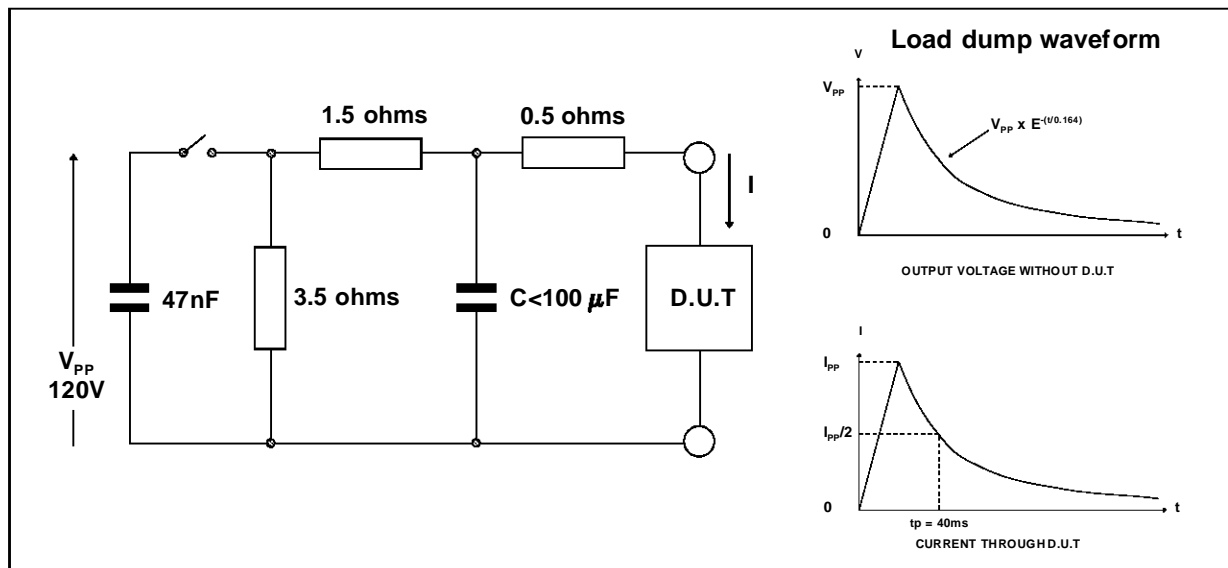 1.5 ohms
0.5 ohms
I
V_PP
120V
47nF
3.5 ohms
C<100 μF
D.U.T
Load dump waveform
V
V_PP
V_PP x E^-(t/0.164)
0
t
OUTPUT VOLTAGE WITHOUT D.U.T
I
I_PP
I_PP/2
0
t
tp = 40ms
CURRENT THROUGH D.U.T